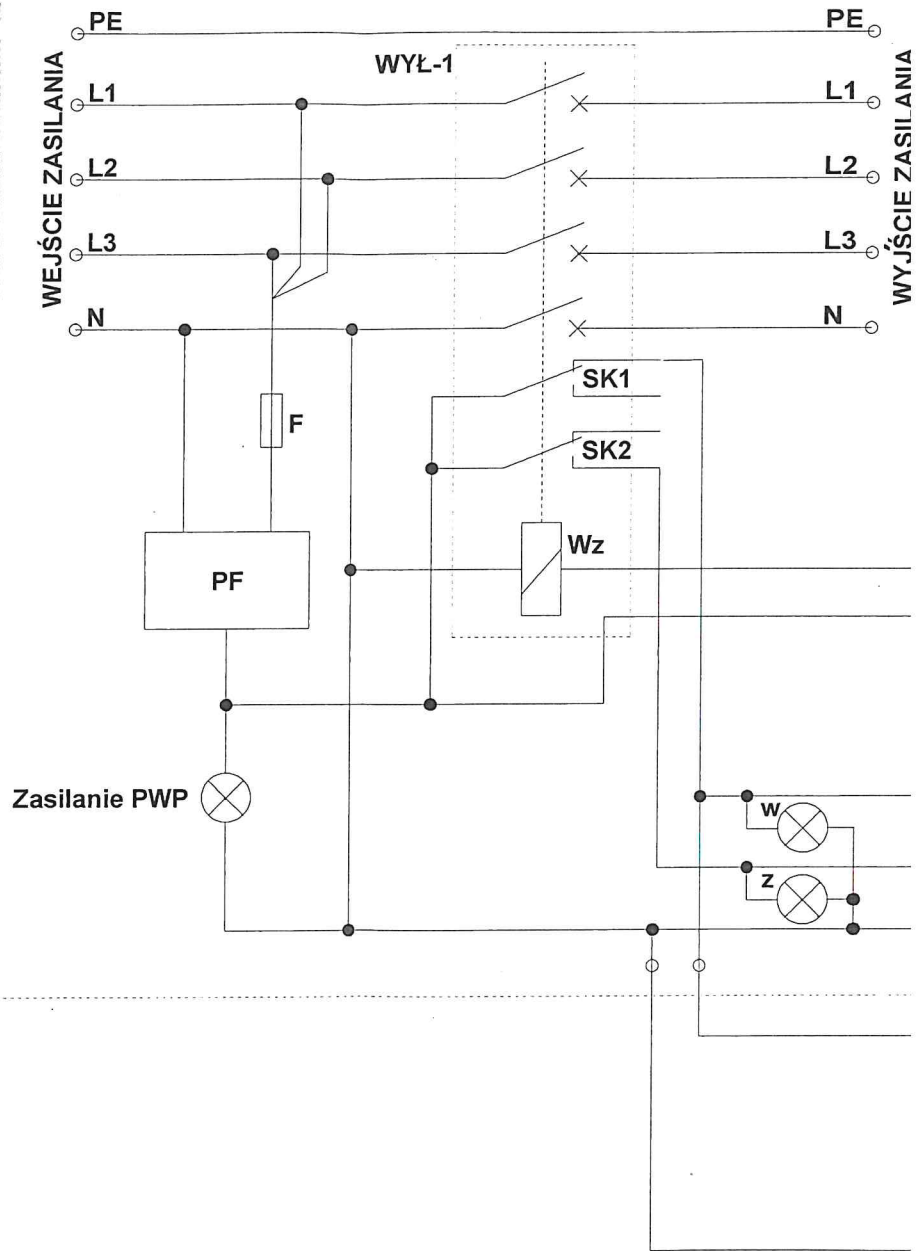 PE
PE
WYŁ-1
WEJŚCIE ZASILANIA
WYJŚCIE ZASILANIA
L1
L1
L2
L2
L3
L3
N
N
SK1
F
SK2
Wz
PF
Zasilanie PWP
w
z